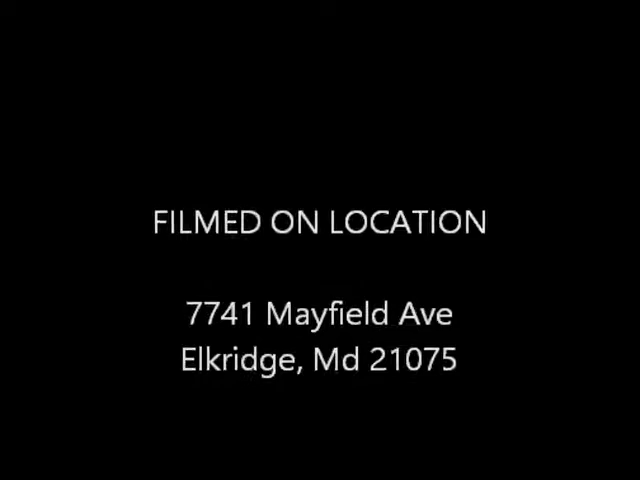 FILMED ON LOCATION
7741 Mayfield Ave
Elkridge, Md 21075